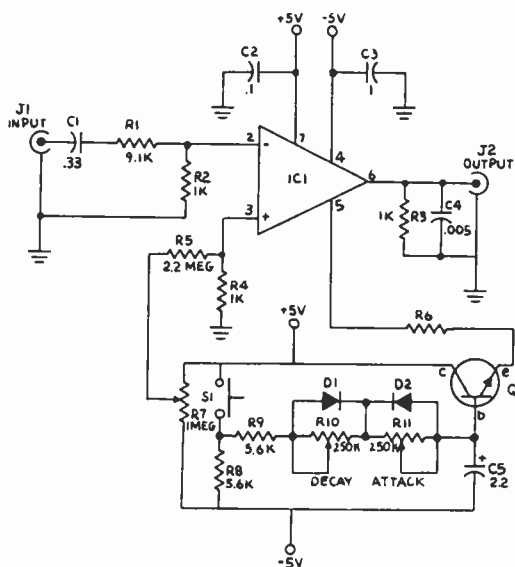 +5V
-5V
C2
.1
C3
.1
J1
INPUT
C1
.33
R1
9.1K
R2
1K
2
-
7
4
IC1
6
3
+
5
J2
OUTPUT
R3
1K
C4
.005
R5
2.2 MEG
R4
1K
R6
+5V
c
e
Q
b
S1
R7
1MEG
R9
5.6K
D1
D2
R10
250K
R11
250K
DECAY
ATTACK
R8
5.6K
+
C5
2.2
-5V